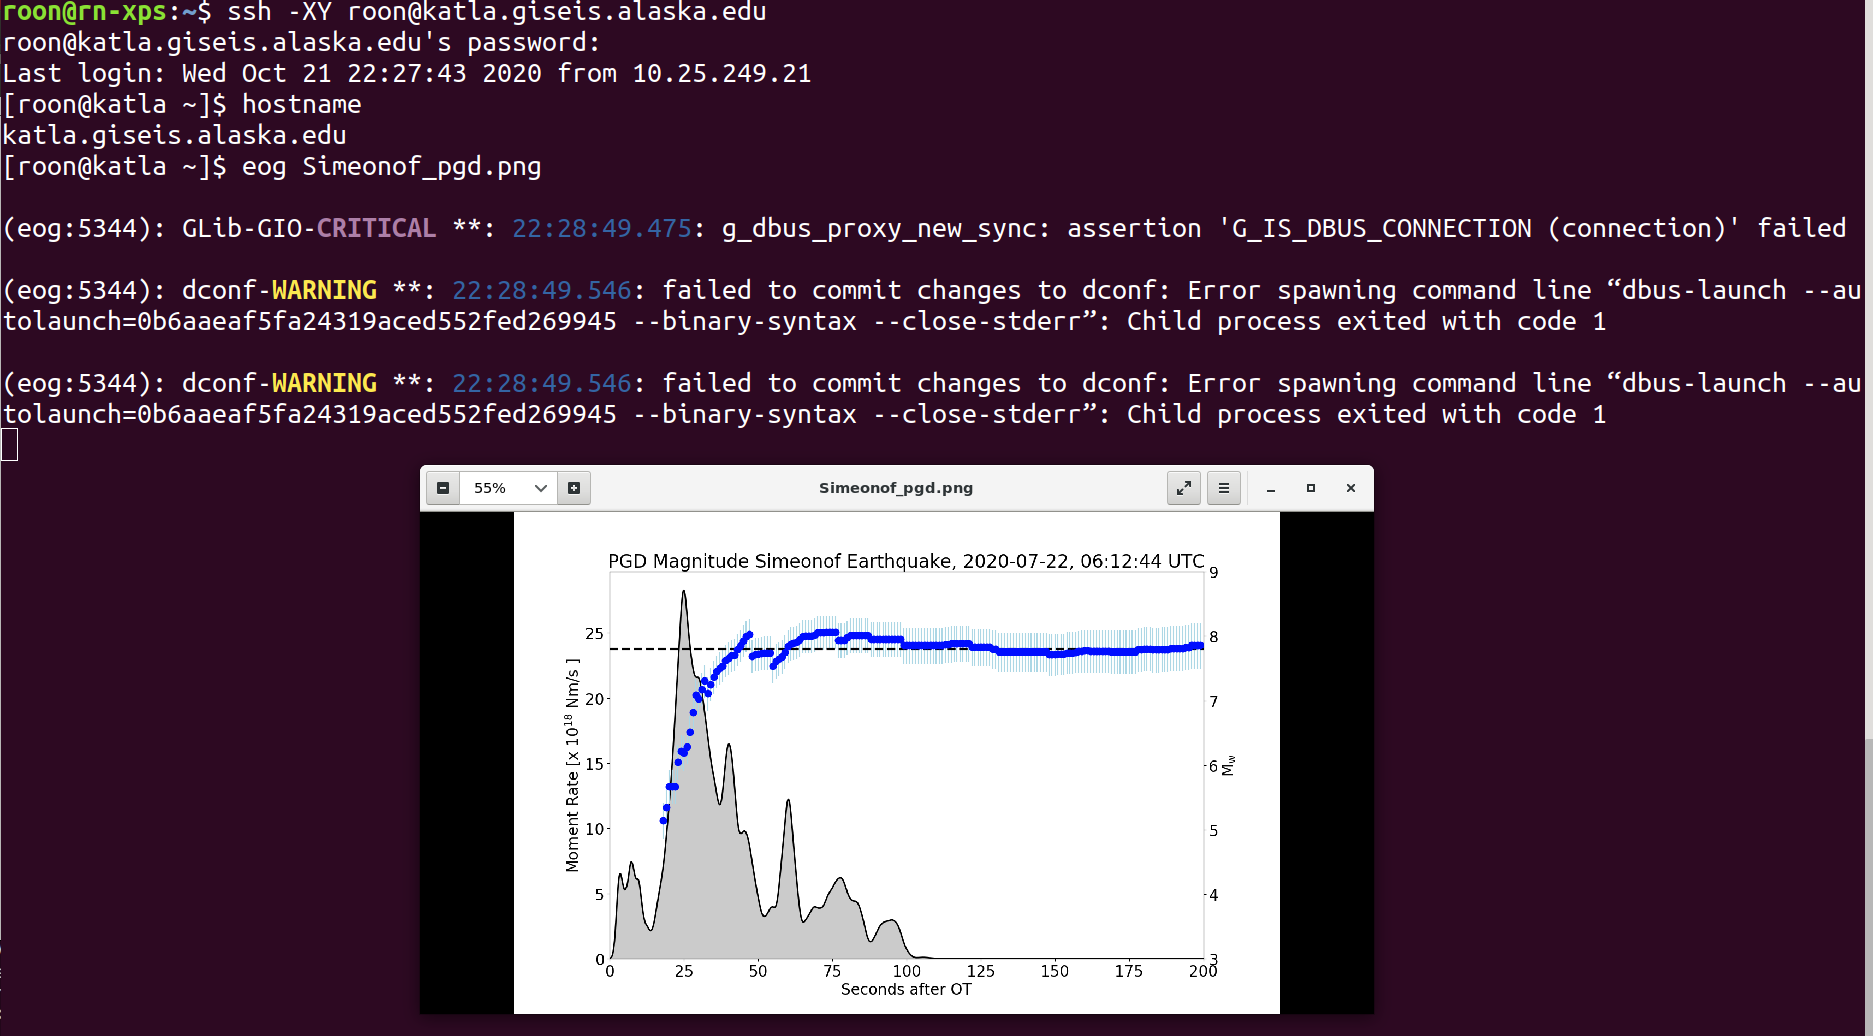 roon@rn-xps:~$ ssh -XY roon@katla.giseis.alaska.edu
roon@katla.giseis.alaska.edu's password:
Last login: Wed Oct 21 22:27:43 2020 from 10.25.249.21
[roon@katla ~]$ hostname
katla.giseis.alaska.edu
[roon@katla ~]$ eog Simeonof_pgd.png
(eog:5344): GLib-GIO-CRITICAL **: 22:28:49.475: g_dbus_proxy_new_sync: assertion 'G_IS_DBUS_CONNECTION (connection)' failed
(eog:5344): dconf-WARNING **: 22:28:49.546: failed to commit changes to dconf: Error spawning command line “dbus-launch --au
tolaunch=0b6aaeaf5fa24319aced552fed269945 --binary-syntax --close-stderr”: Child process exited with code 1
(eog:5344): dconf-WARNING **: 22:28:49.546: failed to commit changes to dconf: Error spawning command line “dbus-launch --au
tolaunch=0b6aaeaf5fa24319aced552fed269945 --binary-syntax --close-stderr”: Child process exited with code 1
55%
Simeonof_pgd.png
PGD Magnitude Simeonof Earthquake, 2020-07-22, 06:12:44 UTC
Moment Rate [x 10^18 Nm/s ]
25
20
15
10
5
0
9
8
7
6
5
4
3
Mw
0 25 50 75 100 125 150 175 200
Seconds after OT